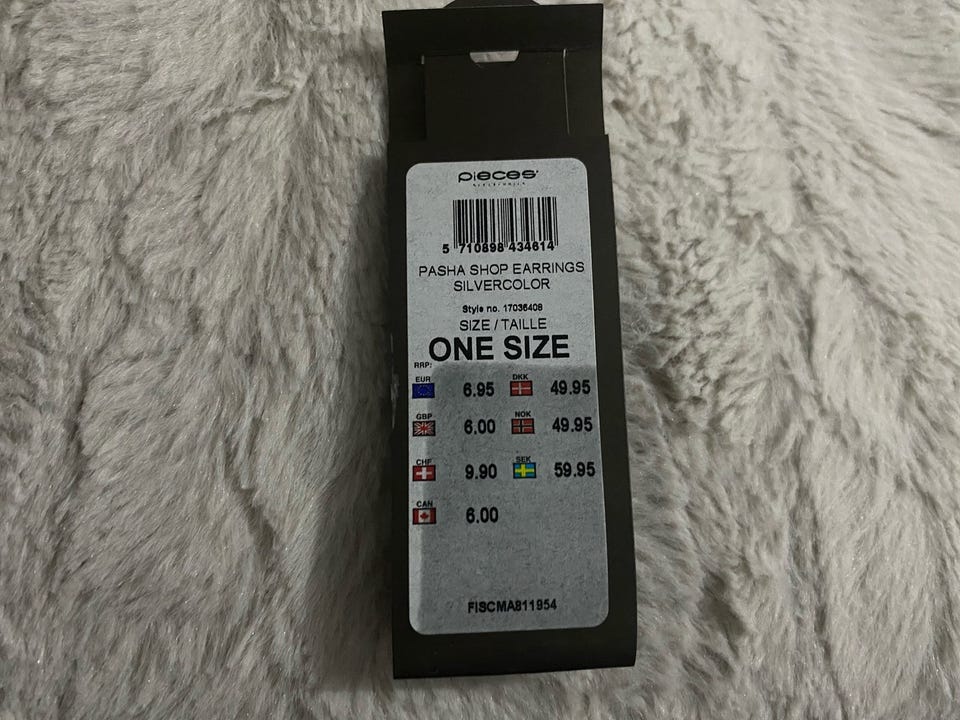 pieces
ACCESSORIES
5 710898 434614
PASHA SHOP EARRINGS
SILVERCOLOR
Style no. 17036408
SIZE / TAILLE
ONE SIZE
RRP:
EUR 6.95 DKK 49.95
GBP 6.00 NOK 49.95
CHF 9.90 SEK 59.95
CAN 6.00
FISCMA811954